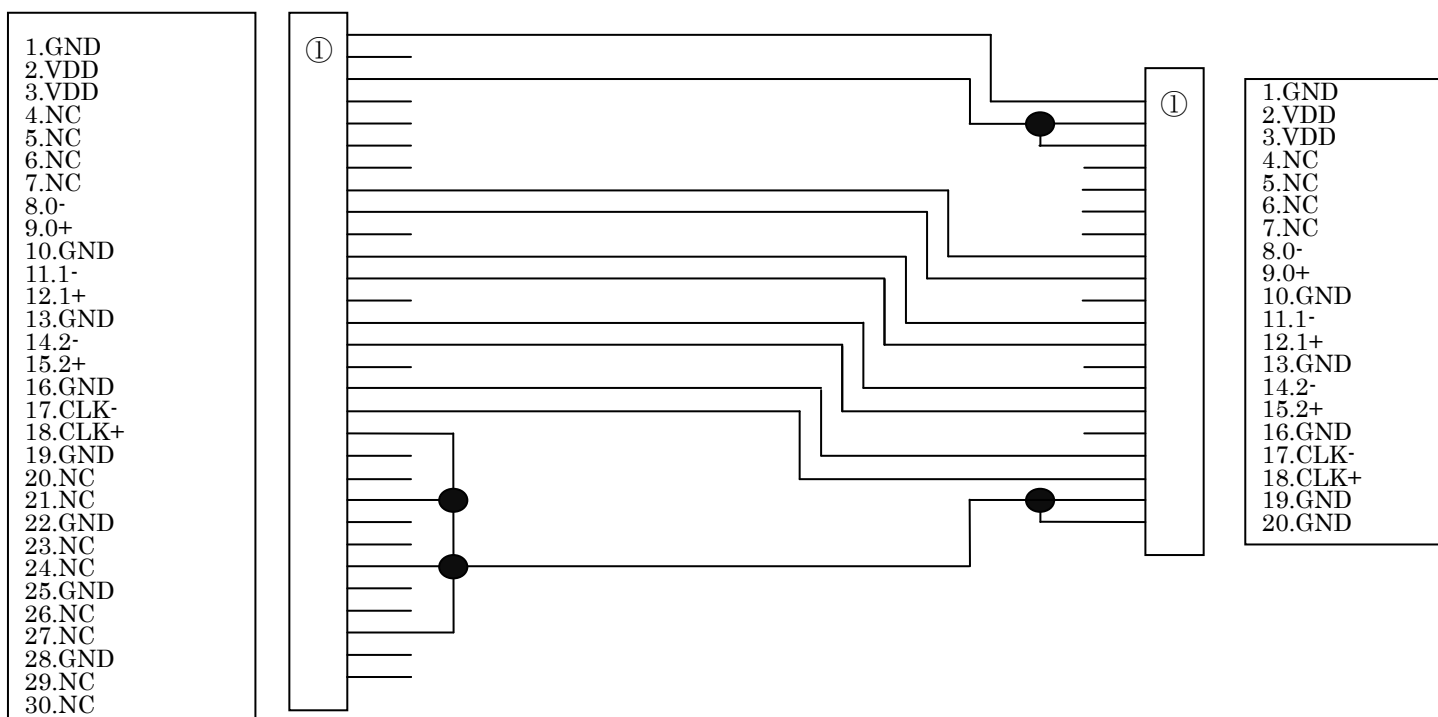 1.GND
2.VDD
3.VDD
4.NC
5.NC
6.NC
7.NC
8.0-
9.0+
10.GND
11.1-
12.1+
13.GND
14.2-
15.2+
16.GND
17.CLK-
18.CLK+
19.GND
20.NC
21.NC
22.GND
23.NC
24.NC
25.GND
26.NC
27.NC
28.GND
29.NC
30.NC
①
①
1.GND
2.VDD
3.VDD
4.NC
5.NC
6.NC
7.NC
8.0-
9.0+
10.GND
11.1-
12.1+
13.GND
14.2-
15.2+
16.GND
17.CLK-
18.CLK+
19.GND
20.GND